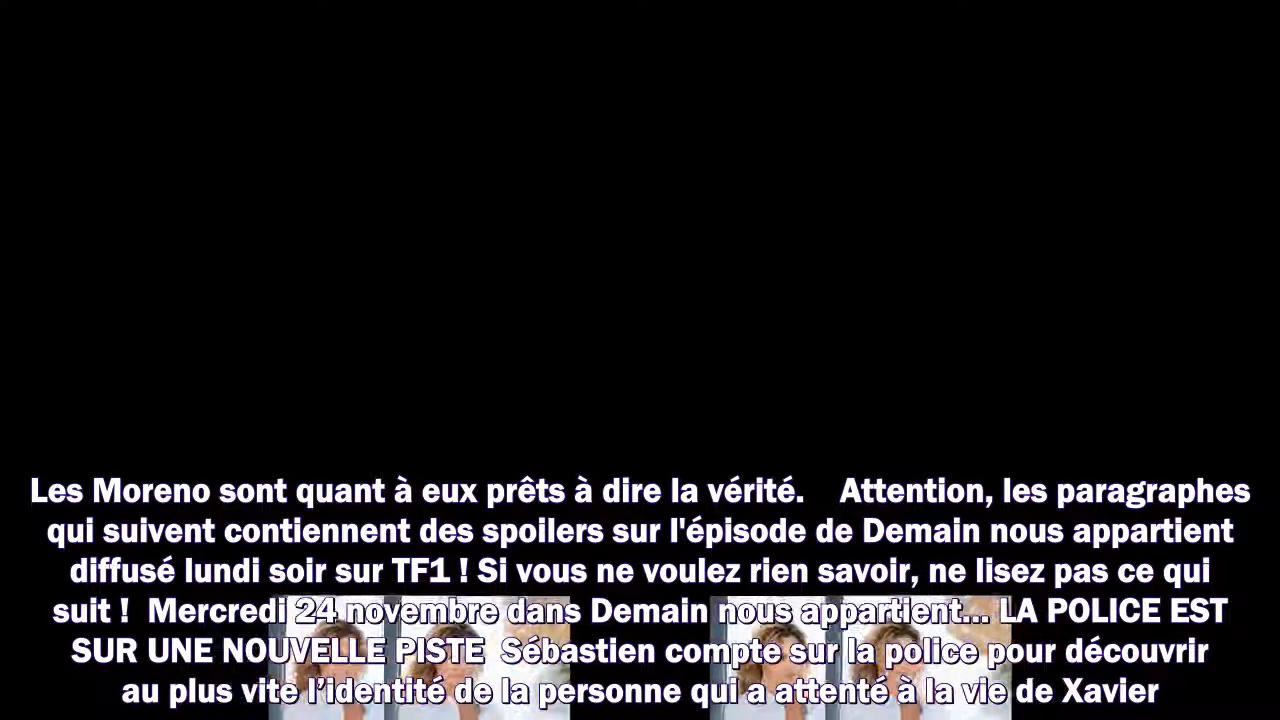 Les Moreno sont quant à eux prêts à dire la vérité. Attention, les paragraphes
qui suivent contiennent des spoilers sur l'épisode de Demain nous appartient
diffusé lundi soir sur TF1 ! Si vous ne voulez rien savoir, ne lisez pas ce qui
suit ! Mercredi 24 novembre dans Demain nous appartient... LA POLICE EST
SUR UNE NOUVELLE PISTE Sébastien compte sur la police pour découvrir
au plus vite l’identité de la personne qui a attenté à la vie de Xavier